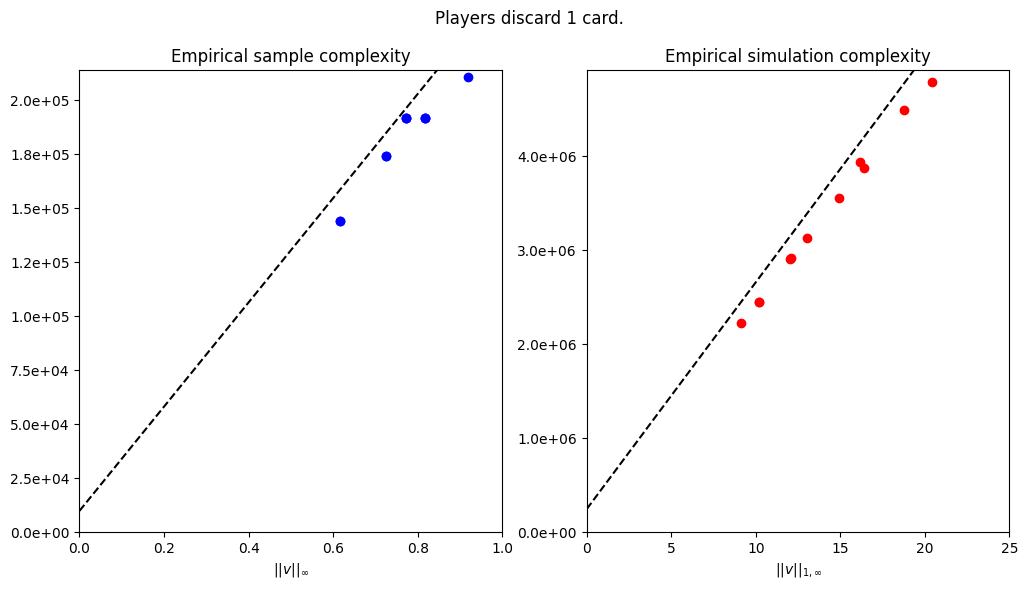 Players discard 1 card.
Empirical sample complexity
2.0e+05
1.8e+05
1.5e+05
1.2e+05
1.0e+05
7.5e+04
5.0e+04
2.5e+04
0.0e+00
0.0 0.2 0.4 0.6 0.8 1.0
||v||∞
Empirical simulation complexity
4.0e+06
3.0e+06
2.0e+06
1.0e+06
0.0e+00
0 5 10 15 20 25
||v||1,∞